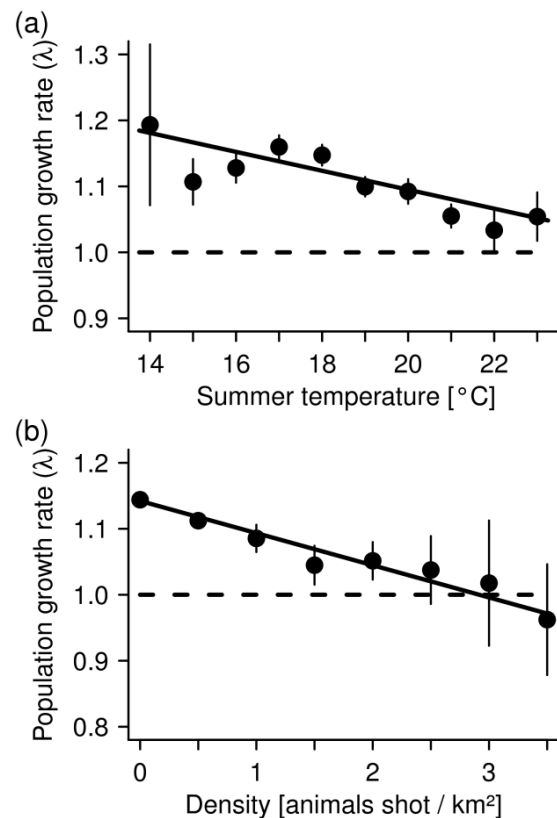 (a)
Population growth rate (λ)
1.3
1.2
1.1
1.0
0.9
14 16 18 20 22
Summer temperature [°C]
(b)
Population growth rate (λ)
1.2
1.1
1.0
0.9
0.8
0 1 2 3
Density [animals shot / km²]